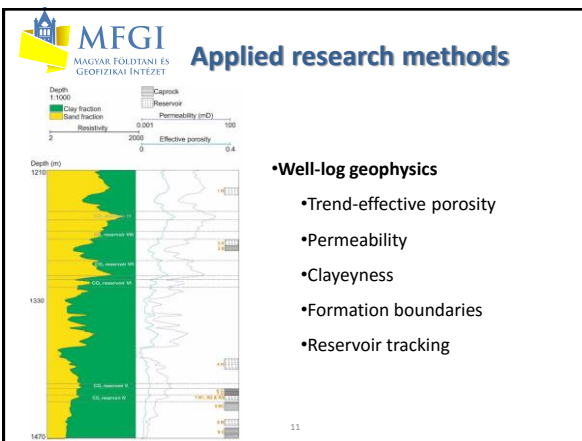 MFGI
MAGYAR FÖLDTANI ÉS
GEOFIZIKAI INTÉZET
Applied research methods
Depth
1:1000
Clay fraction
Sand fraction
Resistivity
2 2000
Caprock
Reservoir
Permeability (mD)
0.001 100
Effective porosity
0 0.4
Depth (m)
1210
CO₂ reservoir VIII
CO₂ reservoir VII
CO₂ reservoir VI
1330
CO₂ reservoir V
CO₂ reservoir IV
1470
•Well-log geophysics
•Trend-effective porosity
•Permeability
•Clayeyness
•Formation boundaries
•Reservoir tracking
11